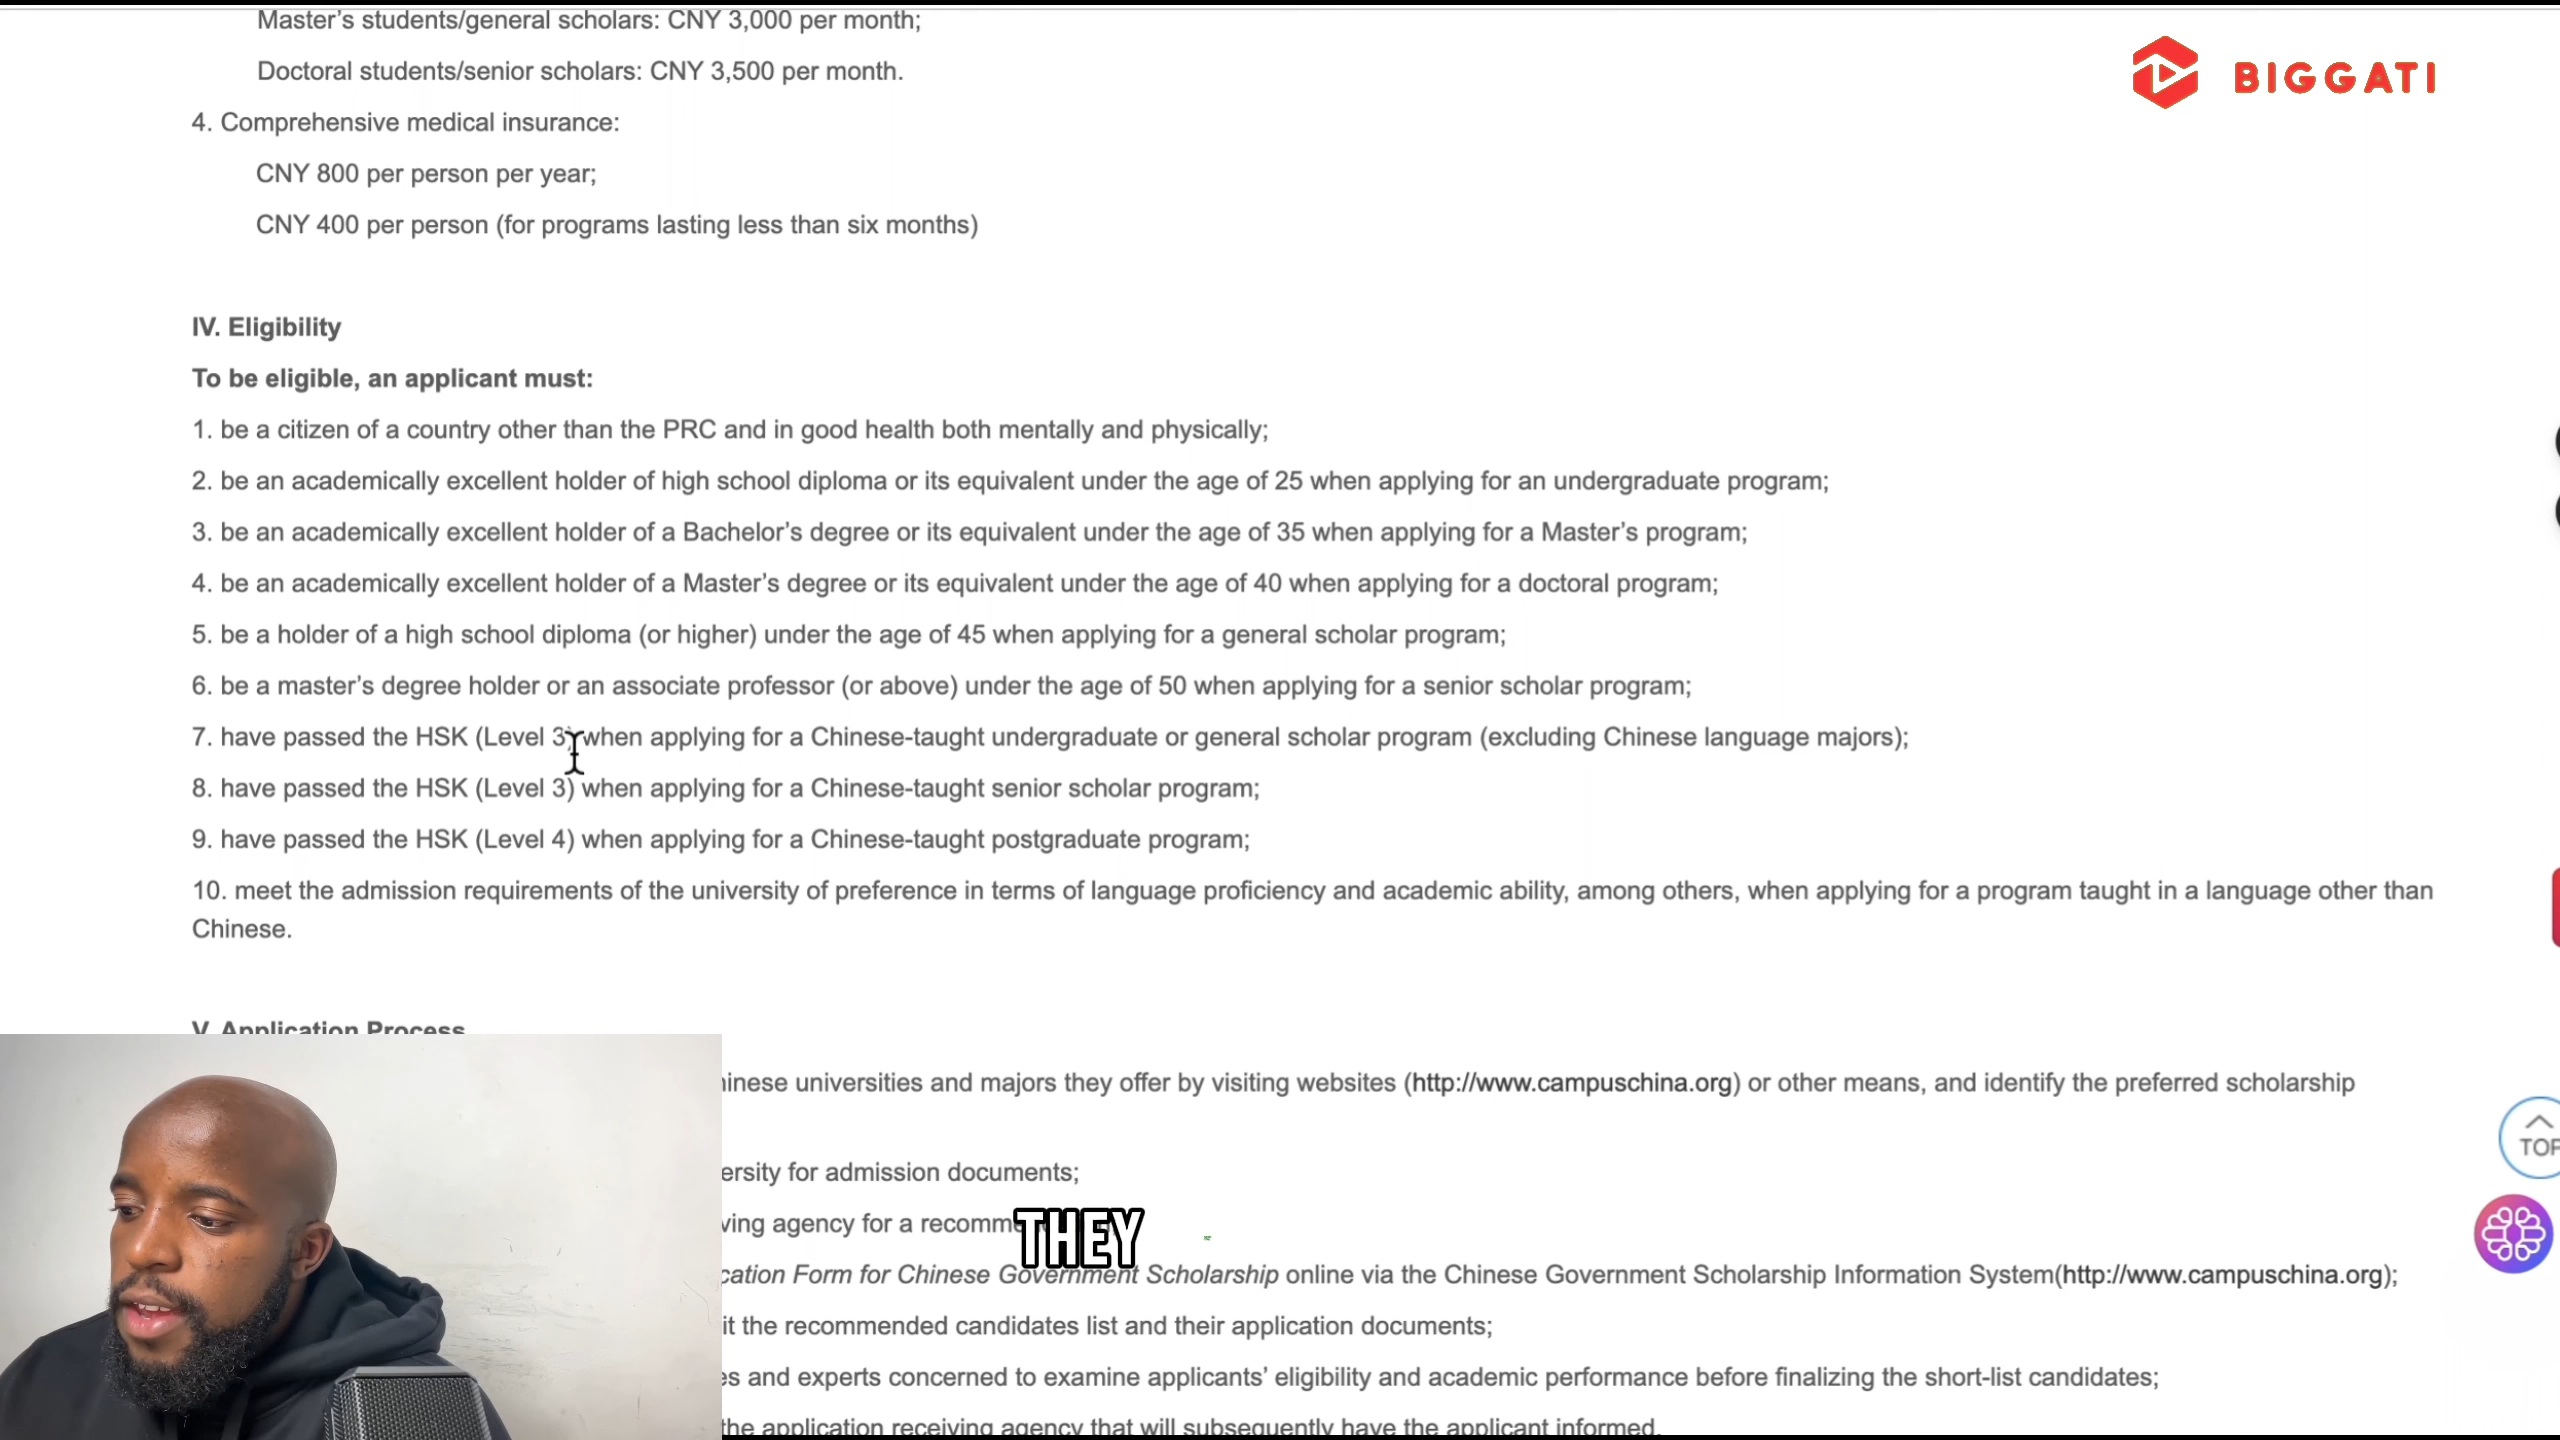 Master’s students/general scholars: CNY 3,000 per month;
Doctoral students/senior scholars: CNY 3,500 per month.
BIGGATI
4. Comprehensive medical insurance:
CNY 800 per person per year;
CNY 400 per person (for programs lasting less than six months)
IV. Eligibility
To be eligible, an applicant must:
1. be a citizen of a country other than the PRC and in good health both mentally and physically;
2. be an academically excellent holder of high school diploma or its equivalent under the age of 25 when applying for an undergraduate program;
3. be an academically excellent holder of a Bachelor’s degree or its equivalent under the age of 35 when applying for a Master’s program;
4. be an academically excellent holder of a Master’s degree or its equivalent under the age of 40 when applying for a doctoral program;
5. be a holder of a high school diploma (or higher) under the age of 45 when applying for a general scholar program;
6. be a master’s degree holder or an associate professor (or above) under the age of 50 when applying for a senior scholar program;
7. have passed the HSK (Level 3) when applying for a Chinese-taught undergraduate or general scholar program (excluding Chinese language majors);
8. have passed the HSK (Level 3) when applying for a Chinese-taught senior scholar program;
9. have passed the HSK (Level 4) when applying for a Chinese-taught postgraduate program;
10. meet the admission requirements of the university of preference in terms of language proficiency and academic ability, among others, when applying for a program taught in a language other than
Chinese.
V. Application Process
universities and majors they offer by visiting websites (http://www.campuschina.org) or other means, and identify the preferred scholarship
TOP
for admission documents;
agency for a
THEY
Form for Chinese Government Scholarship online via the Chinese Government Scholarship Information System(http://www.campuschina.org);
the recommended candidates list and their application documents;
and experts concerned to examine applicants’ eligibility and academic performance before finalizing the short-list candidates;
the application receiving agency that will subsequently have the applicant informed.